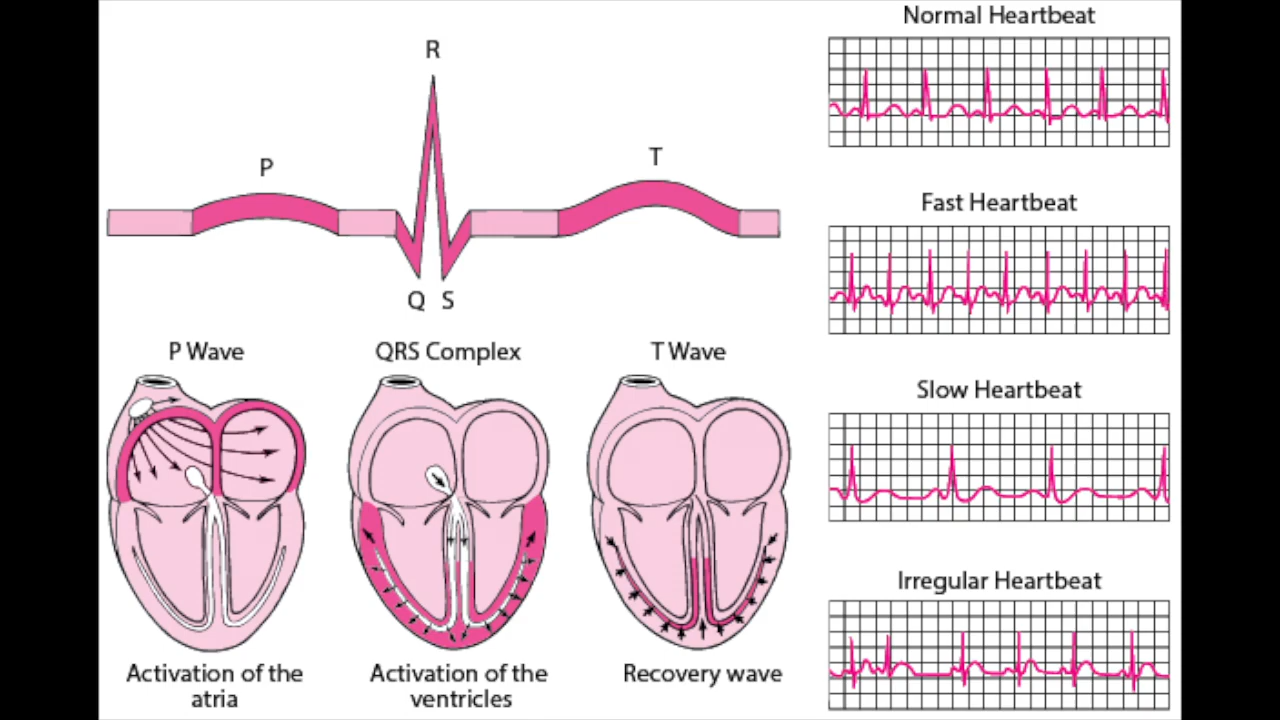 R
P
T
Q S
P Wave
QRS Complex
T Wave
Activation of the
atria
Activation of the
ventricles
Recovery wave
Normal Heartbeat
Fast Heartbeat
Slow Heartbeat
Irregular Heartbeat